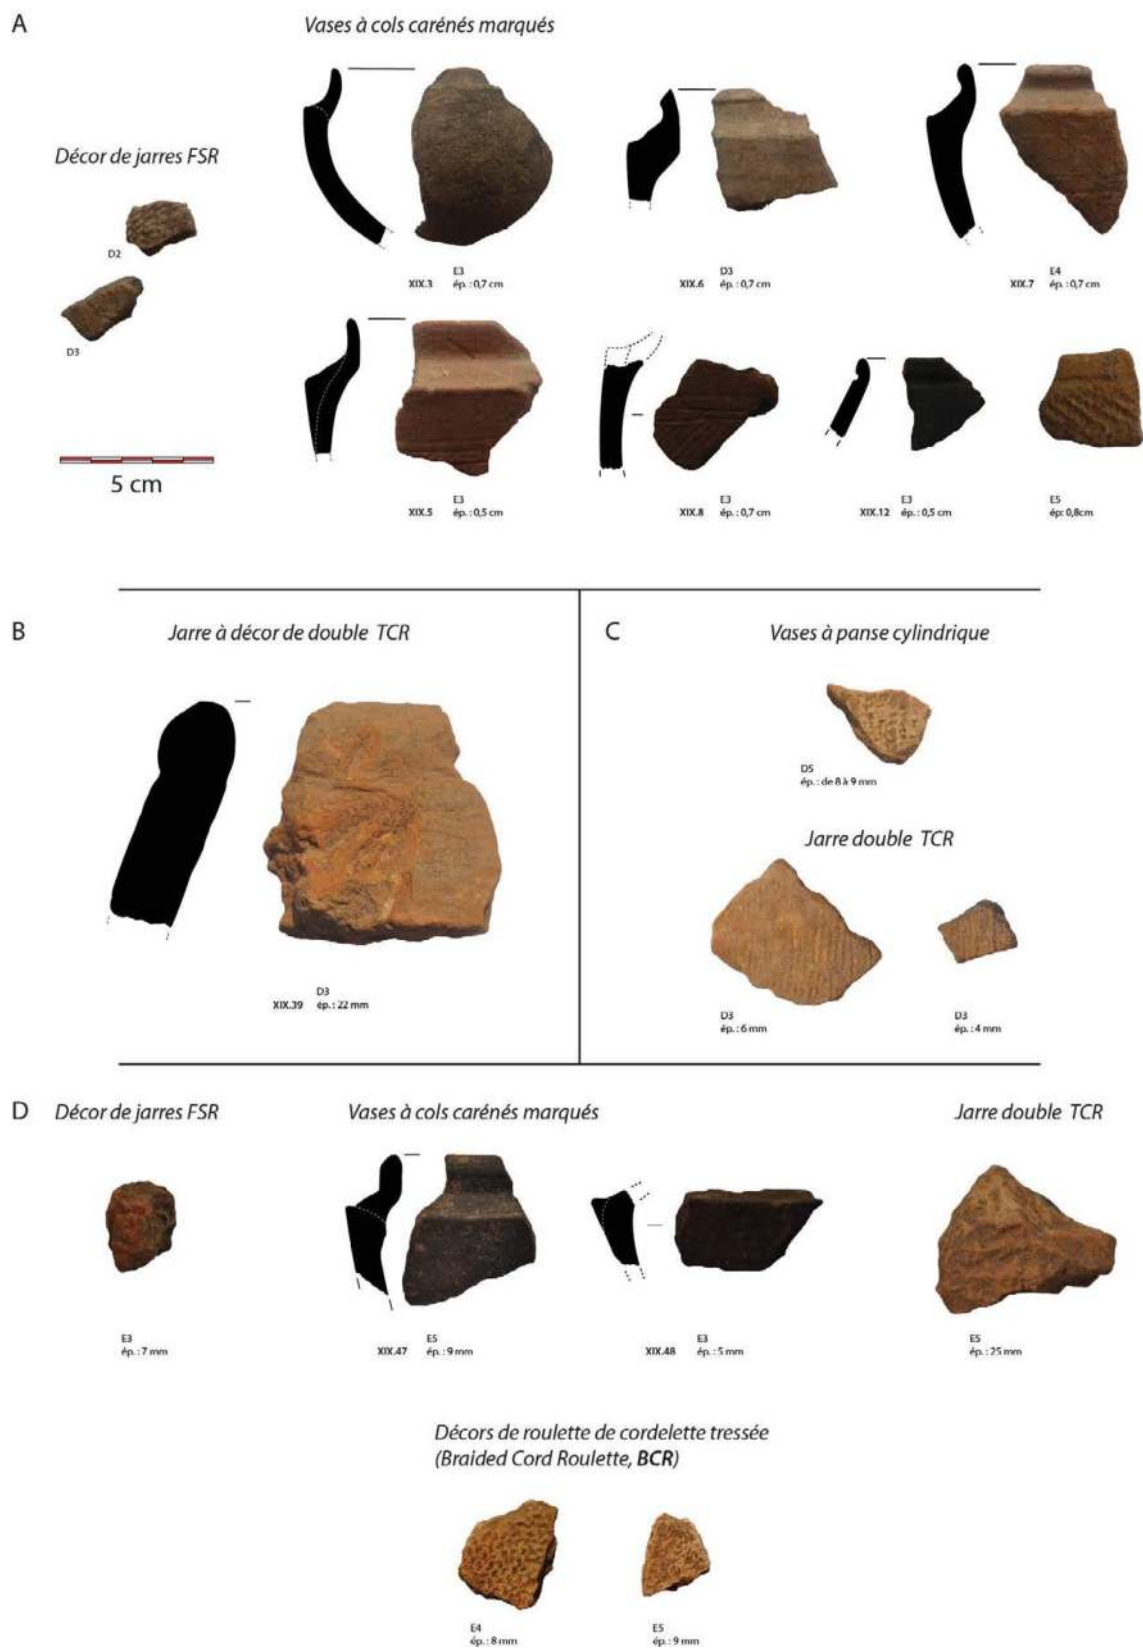 A
Vases à cols carénés marqués
Décor de jarres FSR
D2
D3
5 cm
E3
XIX.3 ép. : 0,7 cm
D3
XIX.6 ép. : 0,7 cm
E4
XIX.7 ép. : 0,7 cm
E3
XIX.5 ép. : 0,5 cm
E3
XIX.8 ép. : 0,7 cm
E3
XIX.12 ép. : 0,5 cm
E5
ép: 0,8cm
B
Jarre à décor de double TCR
D3
XIX.39 ép. : 22 mm
C
Vases à panse cylindrique
D5
ép. : de 8 à 9 mm
Jarre double TCR
D3
ép. : 6 mm
D3
ép. : 4 mm
D
Décor de jarres FSR
Vases à cols carénés marqués
Jarre double TCR
E3
ép. : 7 mm
E5
XIX.47 ép. : 9 mm
E3
XIX.48 ép. : 5 mm
E5
ép. : 25 mm
Décors de roulette de cordelette tressée
(Braided Cord Roulette, BCR)
E4
ép. : 8 mm
E5
ép. : 9 mm